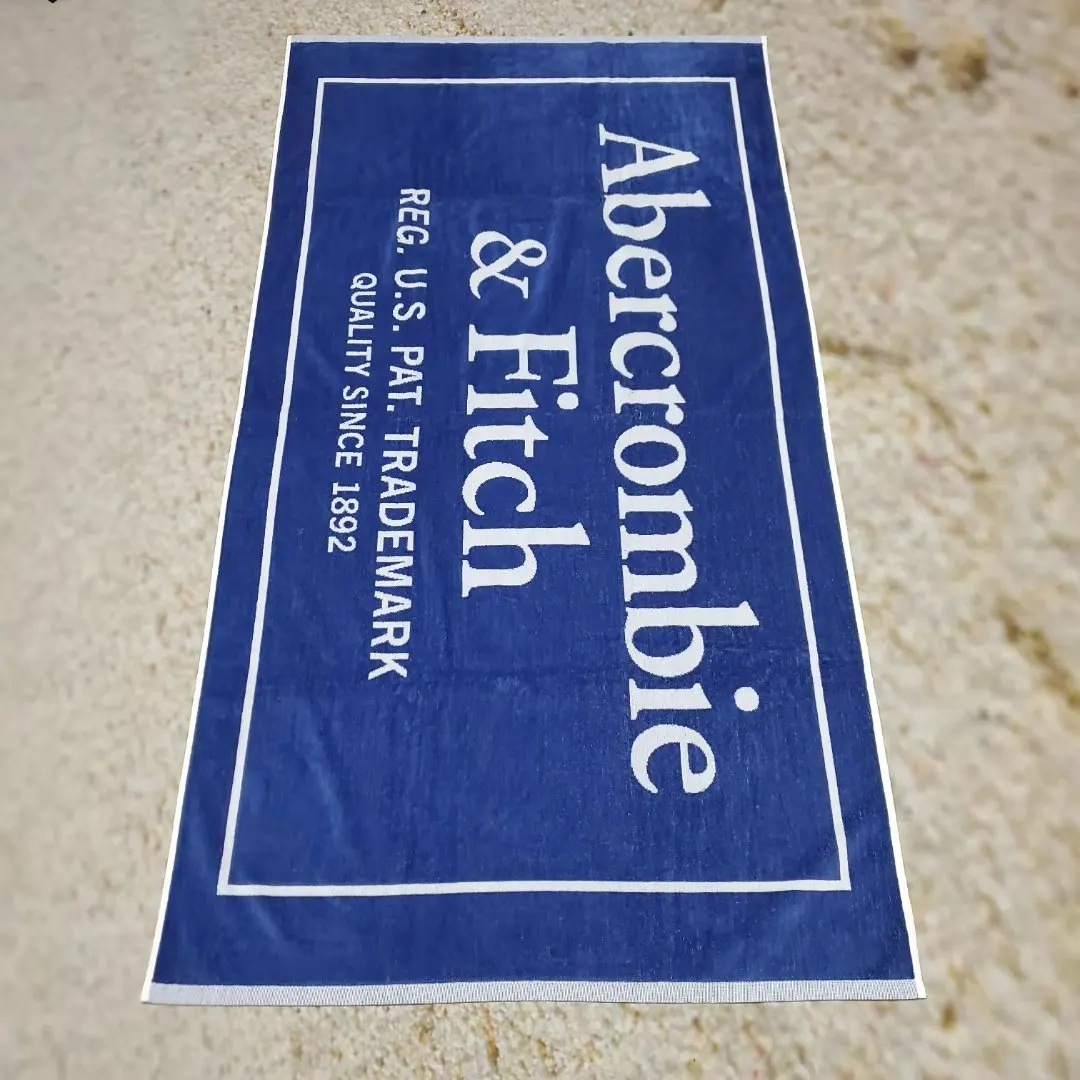 Abercrombie
& Fitch
REG. U.S. PAT. TRADEMARK
QUALITY SINCE 1892